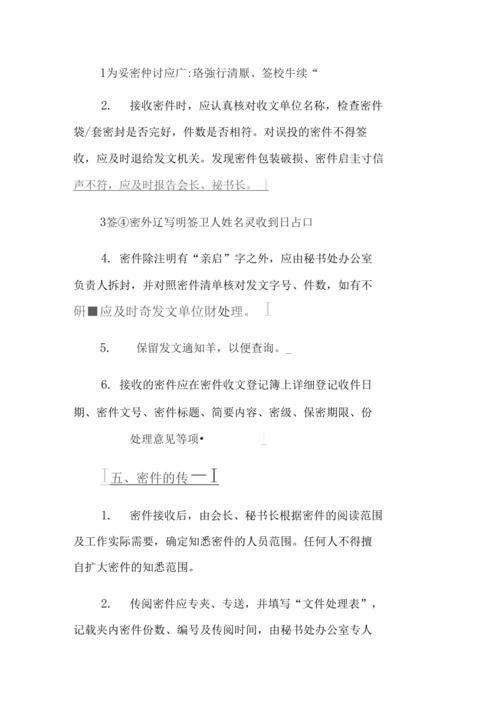 1为妥密仲讨应广:珞強行清厥、签校牛续“
2. 接收密件时，应认真核对收文单位名称，检查密件
袋/套密封是否完好，件数是否相符。对误投的密件不得签
收，应及时退给发文机关。发现密件包装破损、密件启圭寸信
声不符，应及时报告会长、祕书长。
3签④密外辽写明签卫人姓名灵收到日占口
4. 密件除注明有“亲启”字之外，应由秘书处办公室
负责人拆封，并对照密件清单核对发文字号、件数，如有不
研■应及时奇发文单位財处理。
5. 保留发文適知羊，以便查询。_
6. 接收的密件应在密件收文登记簿上详细登记收件日
期、密件文号、密件标题、简要内容、密级、保密期限、份
处理意见等项•
五、密件的传一I
1. 密件接收后，由会长、秘书长根据密件的阅读范围
及工作实际需要，确定知悉密件的人员范围。任何人不得擅
自扩大密件的知悉范围。
2. 传阅密件应专夹、专送，并填写“文件处理表”，
记载夹内密件份数、编号及传阅时间，由秘书处办公室专人